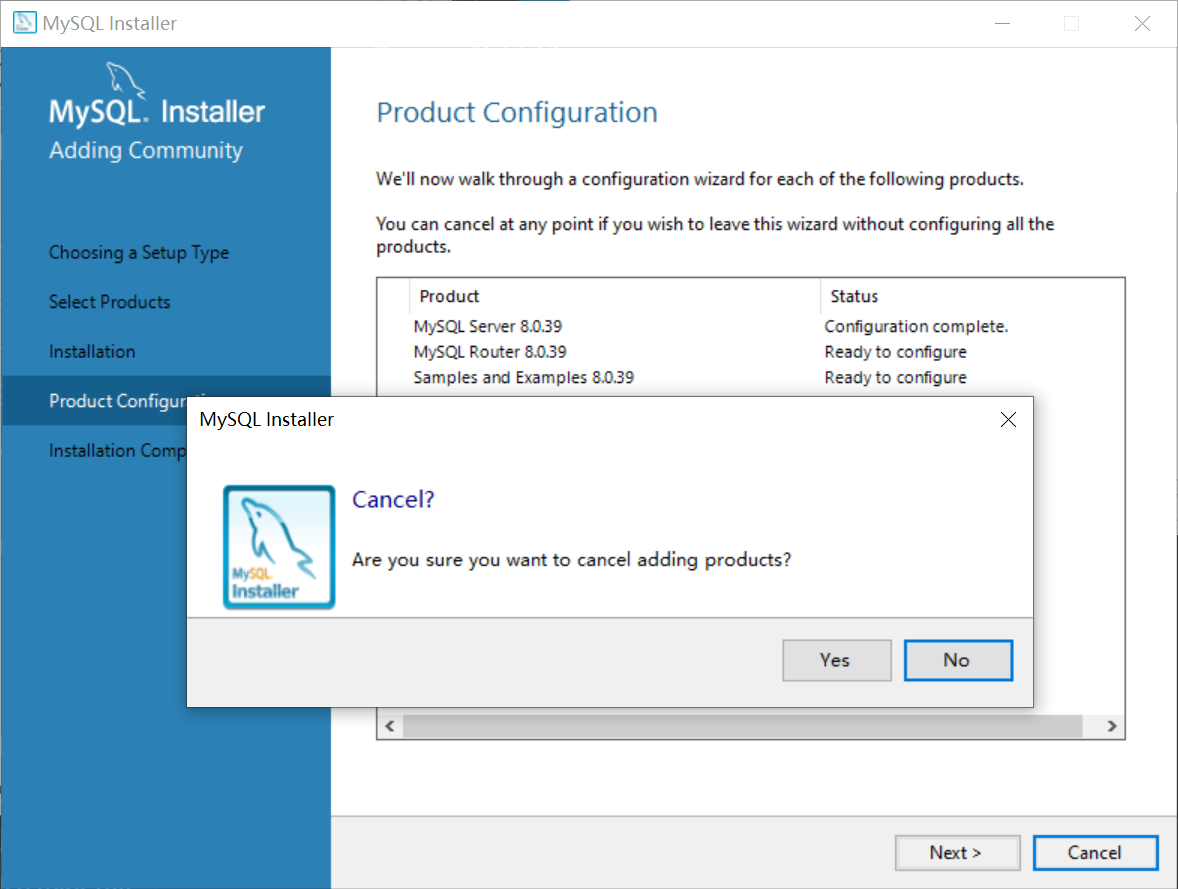 MySQL Installer
MySQL. Installer
Adding Community
Choosing a Setup Type
Select Products
Installation
Product Configurati
Installation Comp
Product Configuration
We'll now walk through a configuration wizard for each of the following products.
You can cancel at any point if you wish to leave this wizard without configuring all the
products.
Product Status
MySQL Server 8.0.39 Configuration complete.
MySQL Router 8.0.39 Ready to configure
Samples and Examples 8.0.39 Ready to configure
MySQL Installer
MySQL
Installer
Cancel?
Are you sure you want to cancel adding products?
Yes No
Next > Cancel